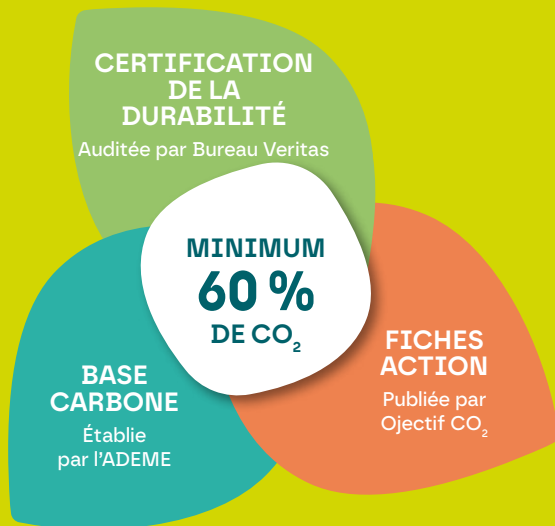 CERTIFICATION
DE LA
DURABILITÉ
Auditée par Bureau Veritas
MINIMUM
60 %
DE CO₂
BASE
CARBONE
Établie
par l'ADEME
FICHES
ACTION
Publiée par
Ojectif CO₂